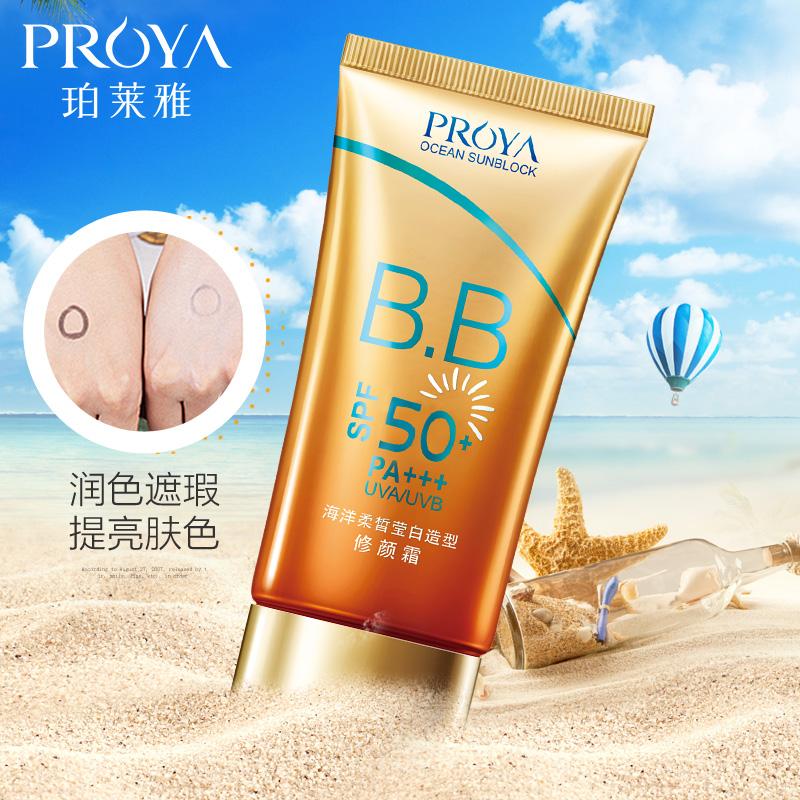 PROYA
珀莱雅
PROYA
OCEAN SUNBLOCK
B.B
SPF
50+
PA+++
UVA/UVB
海洋柔皙莹白造型
修颜霜
润色遮瑕
提亮肤色
According to August 27, 2007, released by t